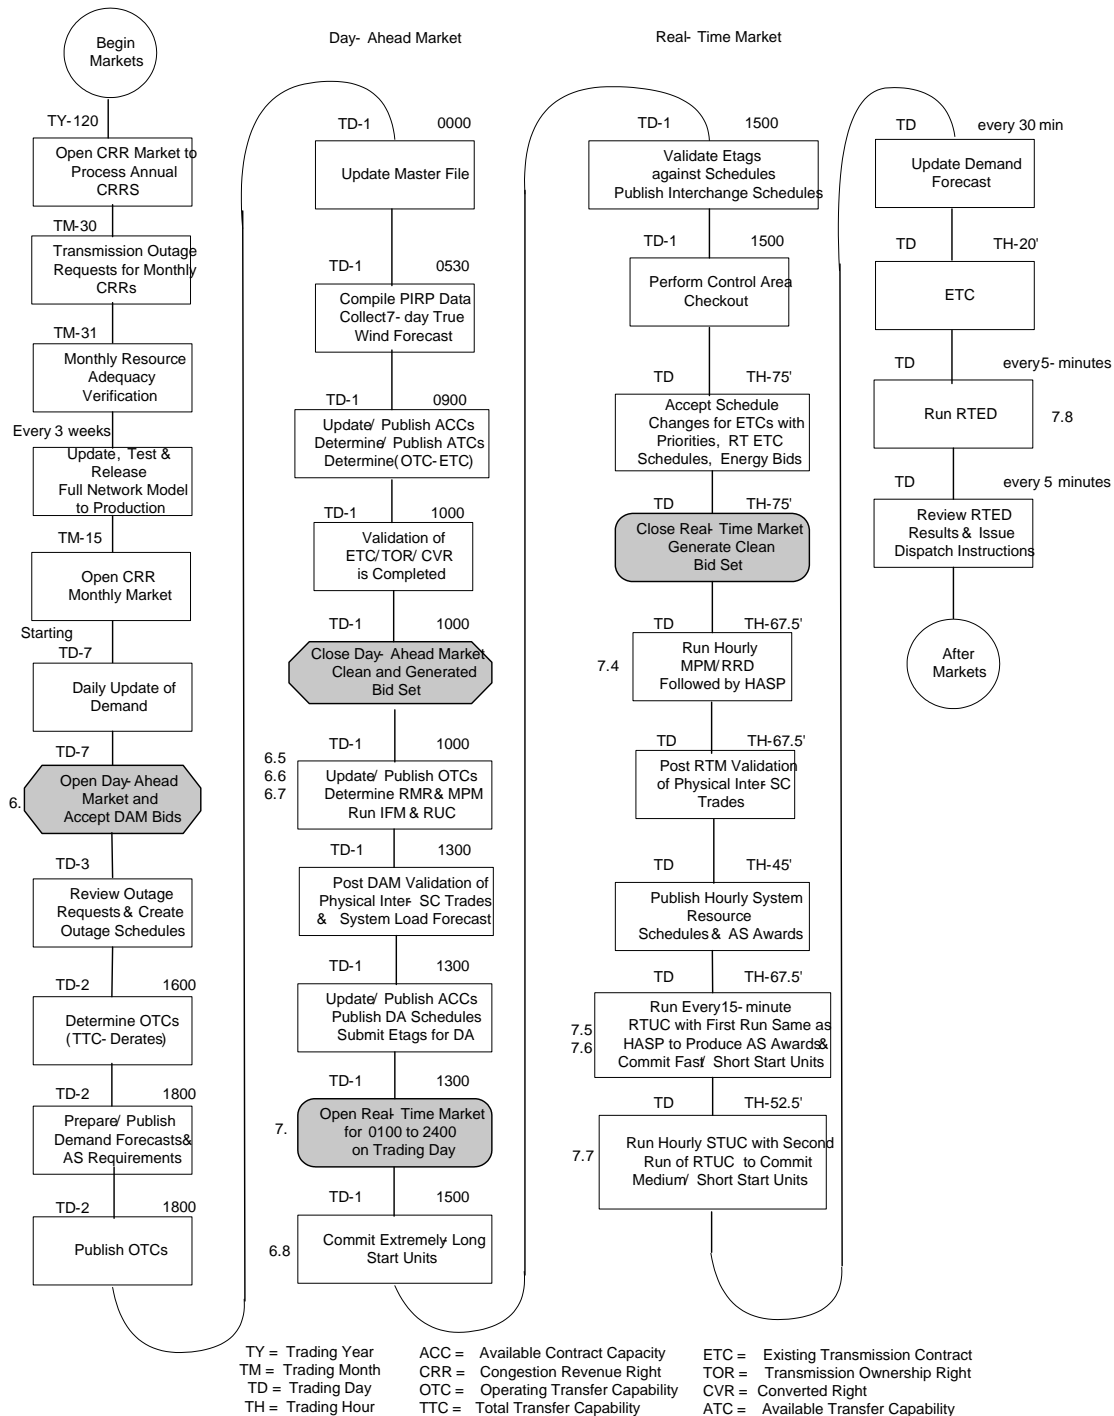 Day- Ahead Market
Real- Time Market
Begin
Markets
TY-120
Open CRR Market to
Process Annual
CRRS
TM-30
Transmission Outage
Requests for Monthly
CRRs
TM-31
Monthly Resource
Adequacy
Verification
Every 3 weeks
Update, Test &
Release
Full Network Model
to Production
TM-15
Open CRR
Monthly Market
Starting
TD-7
Daily Update of
Demand
TD-7
6.
Open Day- Ahead
Market and
Accept DAM Bids
TD-3
Review Outage
Requests & Create
Outage Schedules
TD-2 1600
Determine OTCs
(TTC- Derates)
TD-2 1800
Prepare/ Publish
Demand Forecasts&
AS Requirements
TD-2 1800
Publish OTCs
TD-1 0000
Update Master File
TD-1 0530
Compile PIRP Data
Collect7- day True
Wind Forecast
TD-1 0900
Update/ Publish ACCs
Determine/ Publish ATCs
Determine(OTC- ETC)
TD-1 1000
Validation of
ETC/TOR/ CVR
is Completed
TD-1 1000
Close Day- Ahead Market
Clean and Generated
Bid Set
TD-1 1000
6.5
6.6
6.7
Update/ Publish OTCs
Determine RMR & MPM
Run IFM & RUC
TD-1 1300
Post DAM Validation of
Physical Inter- SC Trades
& System Load Forecast
TD-1 1300
Update/ Publish ACCs
Publish DA Schedules
Submit Etags for DA
TD-1 1300
7.
Open Real- Time Market
for 0100 to 2400
on Trading Day
TD-1 1500
6.8
Commit Extremely- Long
Start Units
TD-1 1500
Validate Etags
against Schedules
Publish Interchange Schedules
TD-1 1500
Perform Control Area
Checkout
TD TH-75'
Accept Schedule
Changes for ETCs with
Priorities, RT ETC
Schedules, Energy Bids
TD TH-75'
Close Real- Time Market
Generate Clean
Bid Set
TD TH-67.5'
7.4
Run Hourly
MPM/RRD
Followed by HASP
TD TH-67.5'
Post RTM Validation
of Physical Inter- SC
Trades
TD TH-45'
Publish Hourly System
Resource
Schedules & AS Awards
TD TH-67.5'
7.5
7.6
Run Every15- minute
RTUC with First Run Same as
HASP to Produce AS Awards&
Commit Fast/ Short Start Units
TD TH-52.5'
7.7
Run Hourly STUC with Second
Run of RTUC to Commit
Medium/ Short Start Units
TD every 30 min
Update Demand
Forecast
TD TH-20'
ETC
TD every5- minutes
Run RTED
7.8
TD every 5 minutes
Review RTED
Results & Issue
Dispatch Instructions
After
Markets
TY = Trading Year
TM = Trading Month
TD = Trading Day
TH = Trading Hour
ACC = Available Contract Capacity
CRR = Congestion Revenue Right
OTC = Operating Transfer Capability
TTC = Total Transfer Capability
ETC = Existing Transmission Contract
TOR = Transmission Ownership Right
CVR = Converted Right
ATC = Available Transfer Capability